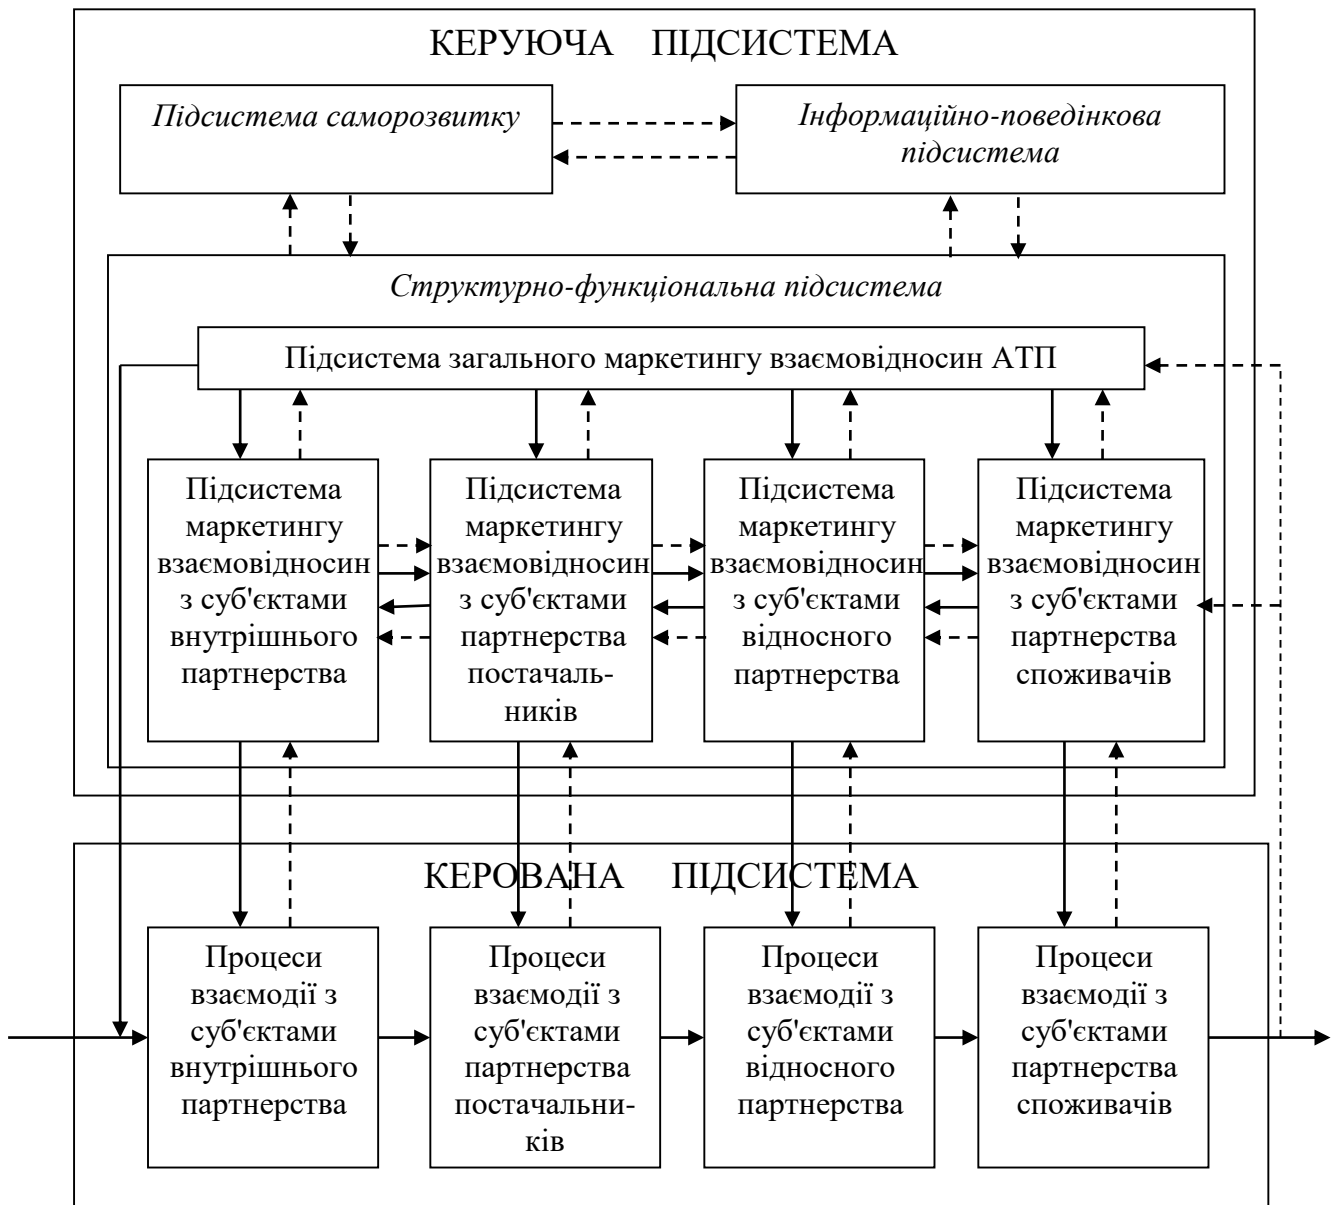 КЕРУЮЧА ПІДСИСТЕМА
Підсистема саморозвитку
Інформаційно-поведінкова
підсистема
Структурно-функціональна підсистема
Підсистема загального маркетингу взаємовідносин АТП
Підсистема
маркетингу
взаємовідносин
з суб'єктами
внутрішнього
партнерства
Підсистема
маркетингу
взаємовідносин
з суб'єктами
партнерства
постачаль-
ників
Підсистема
маркетингу
взаємовідносин
з суб'єктами
відносного
партнерства
Підсистема
маркетингу
взаємовідносин
з суб'єктами
партнерства
споживачів
КЕРОВАНА ПІДСИСТЕМА
Процеси
взаємодії з
суб'єктами
внутрішнього
партнерства
Процеси
взаємодії з
суб'єктами
партнерства
постачальни-
ків
Процеси
взаємодії з
суб'єктами
відносного
партнерства
Процеси
взаємодії з
суб'єктами
партнерства
споживачів